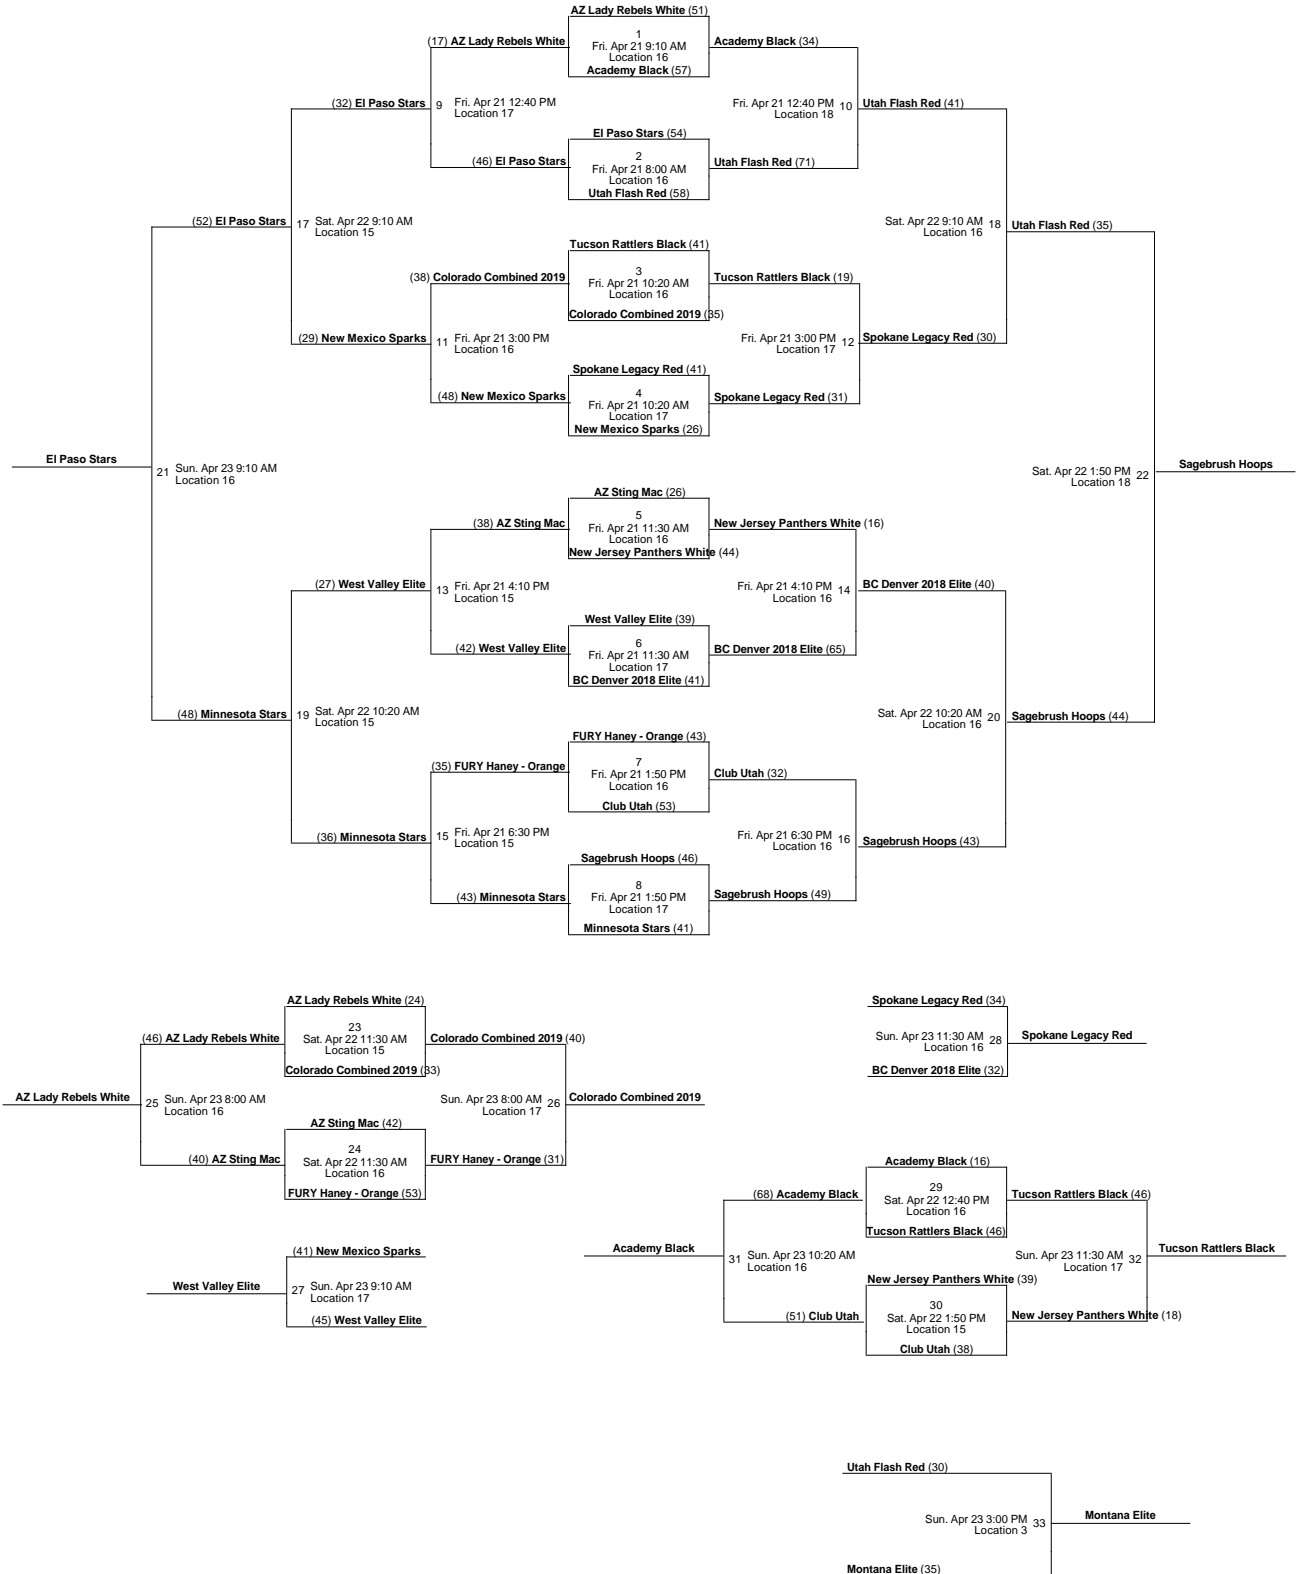 AZ Lady Rebels White (51)
1
Fri. Apr 21 9:10 AM
Location 16
Academy Black (57)
(17) AZ Lady Rebels White
Academy Black (34)
(32) El Paso Stars
9 Fri. Apr 21 12:40 PM
Location 17
Fri. Apr 21 12:40 PM 10
Location 18
Utah Flash Red (41)
El Paso Stars (54)
2
Fri. Apr 21 8:00 AM
Location 16
Utah Flash Red (58)
(46) El Paso Stars
Utah Flash Red (71)
(52) El Paso Stars
17 Sat. Apr 22 9:10 AM
Location 15
Sat. Apr 22 9:10 AM 18
Location 16
Utah Flash Red (35)
Tucson Rattlers Black (41)
3
Fri. Apr 21 10:20 AM
Location 16
Colorado Combined 2019 (35)
(38) Colorado Combined 2019
Tucson Rattlers Black (19)
(29) New Mexico Sparks
11 Fri. Apr 21 3:00 PM
Location 16
Fri. Apr 21 3:00 PM 12
Location 17
Spokane Legacy Red (30)
Spokane Legacy Red (41)
4
Fri. Apr 21 10:20 AM
Location 17
New Mexico Sparks (26)
(48) New Mexico Sparks
Spokane Legacy Red (31)
El Paso Stars
21 Sun. Apr 23 9:10 AM
Location 16
Sat. Apr 22 1:50 PM 22
Location 18
Sagebrush Hoops
AZ Sting Mac (26)
5
Fri. Apr 21 11:30 AM
Location 16
New Jersey Panthers White (44)
(38) AZ Sting Mac
New Jersey Panthers White (16)
(27) West Valley Elite
13 Fri. Apr 21 4:10 PM
Location 15
Fri. Apr 21 4:10 PM 14
Location 16
BC Denver 2018 Elite (40)
West Valley Elite (39)
6
Fri. Apr 21 11:30 AM
Location 17
BC Denver 2018 Elite (41)
(42) West Valley Elite
BC Denver 2018 Elite (65)
(48) Minnesota Stars
19 Sat. Apr 22 10:20 AM
Location 15
Sat. Apr 22 10:20 AM 20
Location 16
Sagebrush Hoops (44)
FURY Haney - Orange (43)
7
Fri. Apr 21 1:50 PM
Location 16
Club Utah (53)
(35) FURY Haney - Orange
Club Utah (32)
(36) Minnesota Stars
15 Fri. Apr 21 6:30 PM
Location 15
Fri. Apr 21 6:30 PM 16
Location 16
Sagebrush Hoops (43)
Sagebrush Hoops (46)
8
Fri. Apr 21 1:50 PM
Location 17
Minnesota Stars (41)
(43) Minnesota Stars
Sagebrush Hoops (49)
AZ Lady Rebels White (24)
23
Sat. Apr 22 11:30 AM
Location 15
Colorado Combined 2019 (33)
(46) AZ Lady Rebels White
Colorado Combined 2019 (40)
AZ Lady Rebels White
25 Sun. Apr 23 8:00 AM
Location 16
Sun. Apr 23 8:00 AM 26
Location 17
Colorado Combined 2019
AZ Sting Mac (42)
24
Sat. Apr 22 11:30 AM
Location 16
FURY Haney - Orange (53)
(40) AZ Sting Mac
FURY Haney - Orange (31)
Spokane Legacy Red (34)
Sun. Apr 23 11:30 AM 28
Location 16
Spokane Legacy Red
BC Denver 2018 Elite (32)
(41) New Mexico Sparks
West Valley Elite
27 Sun. Apr 23 9:10 AM
Location 17
(45) West Valley Elite
Academy Black (16)
29
Sat. Apr 22 12:40 PM
Location 16
Tucson Rattlers Black (46)
(68) Academy Black
Tucson Rattlers Black (46)
Academy Black
31 Sun. Apr 23 10:20 AM
Location 16
Sun. Apr 23 11:30 AM 32
Location 17
Tucson Rattlers Black
New Jersey Panthers White (39)
30
Sat. Apr 22 1:50 PM
Location 15
Club Utah (38)
(51) Club Utah
New Jersey Panthers White (18)
Utah Flash Red (30)
Sun. Apr 23 3:00 PM 33
Location 3
Montana Elite
Montana Elite (35)